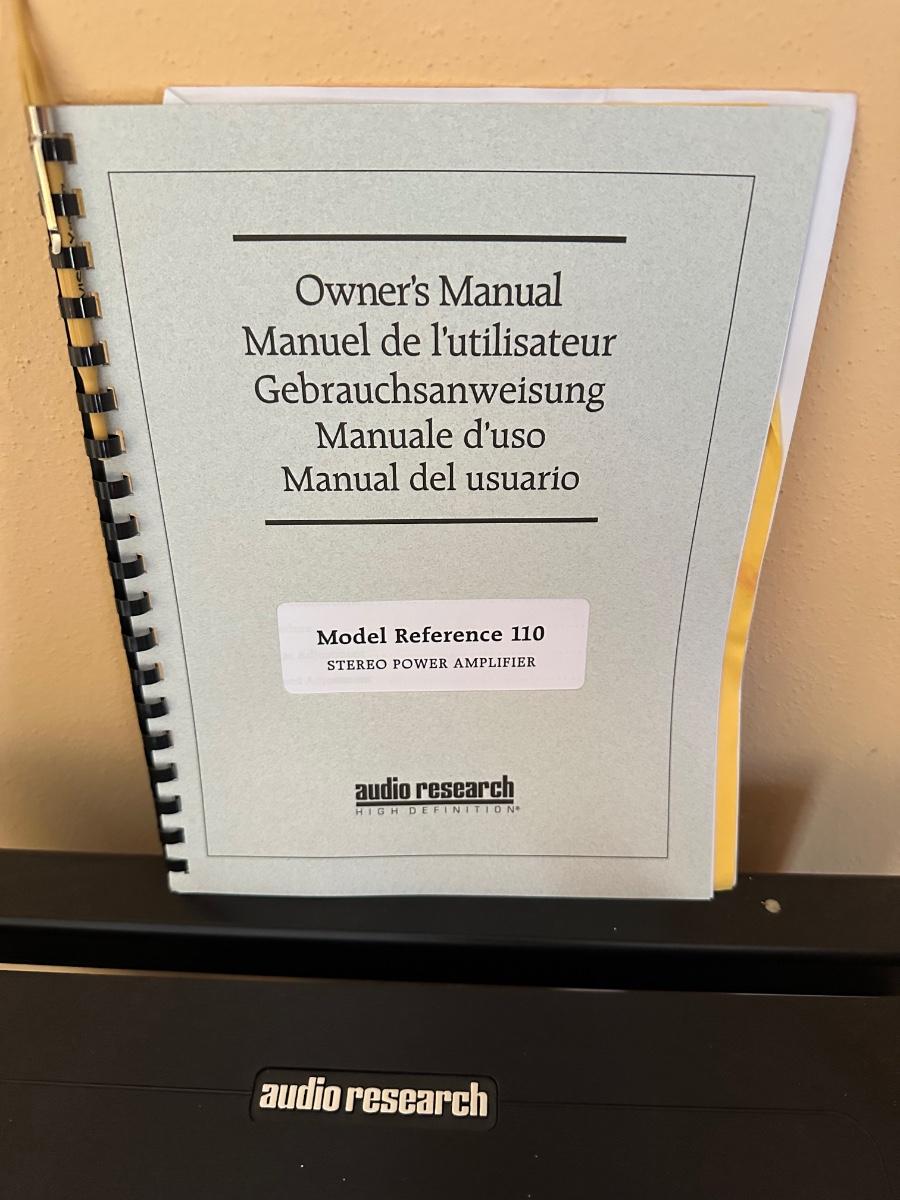 Owner's Manual
Manuel de l'utilisateur
Gebrauchsanweisung
Manuale d'uso
Manual del usuario
Model Reference 110
STEREO POWER AMPLIFIER
audio research
HIGH DEFINITION®
audio research